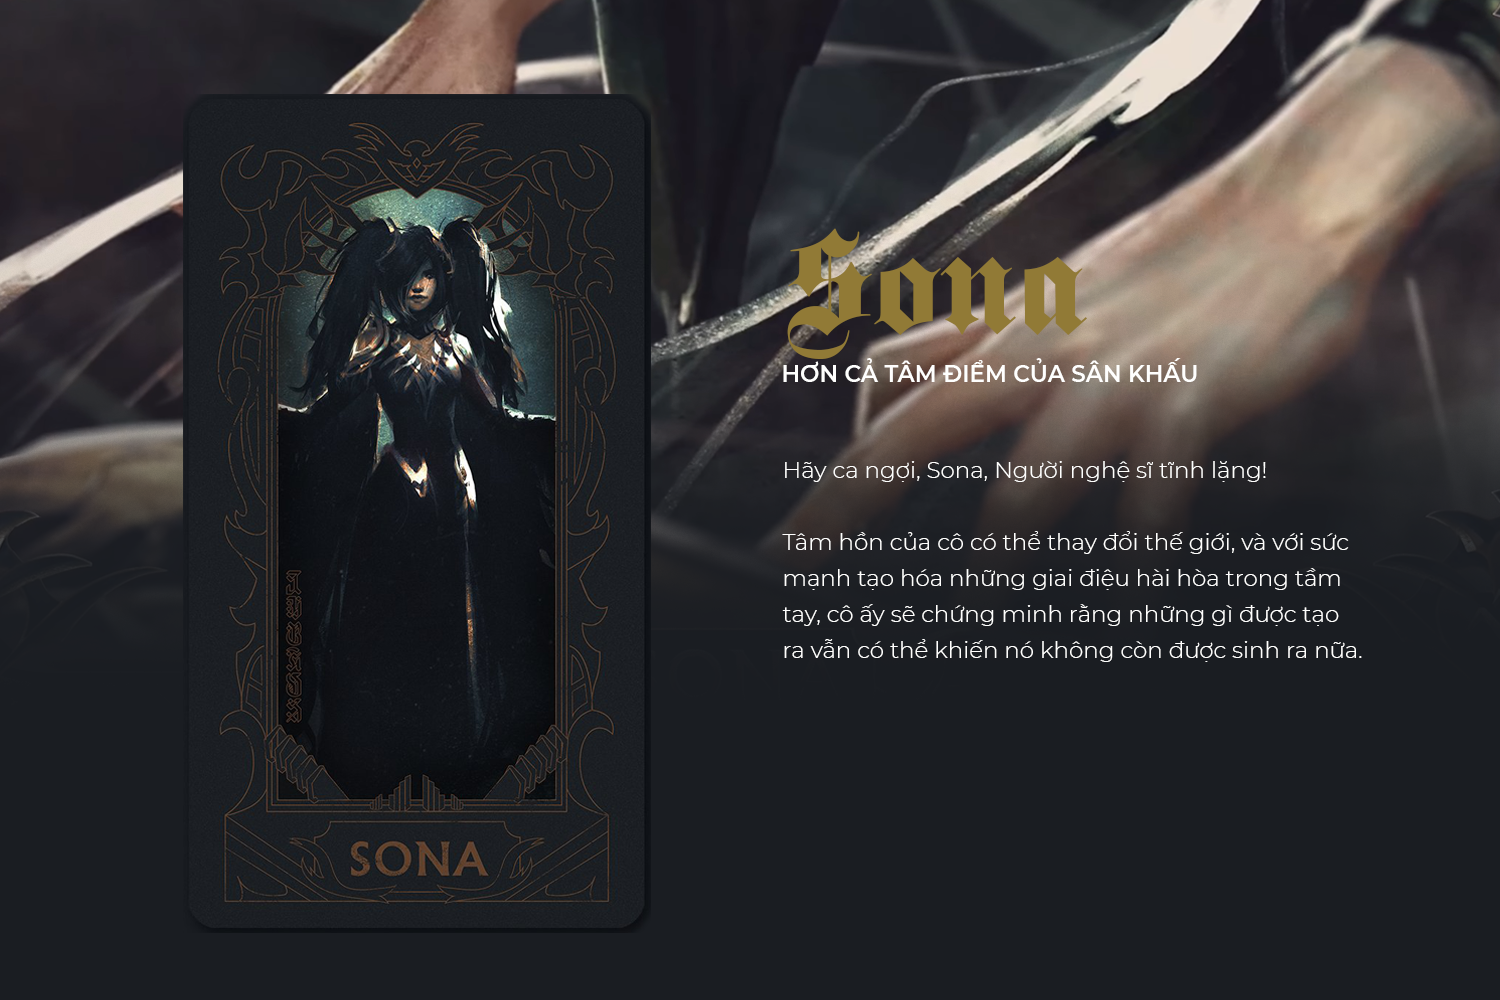 Sona
HƠN CẢ TÂM ĐIỂM CỦA SÂN KHẤU
Hãy ca ngợi, Sona, Người nghệ sĩ tĩnh lặng!
Tâm hồn của cô có thể thay đổi thế giới, và với sức
mạnh tạo hóa những giai điệu hài hòa trong tầm
tay, cô ấy sẽ chứng minh rằng những gì được tạo
ra vẫn có thể khiến nó không còn được sinh ra nữa.
SONA